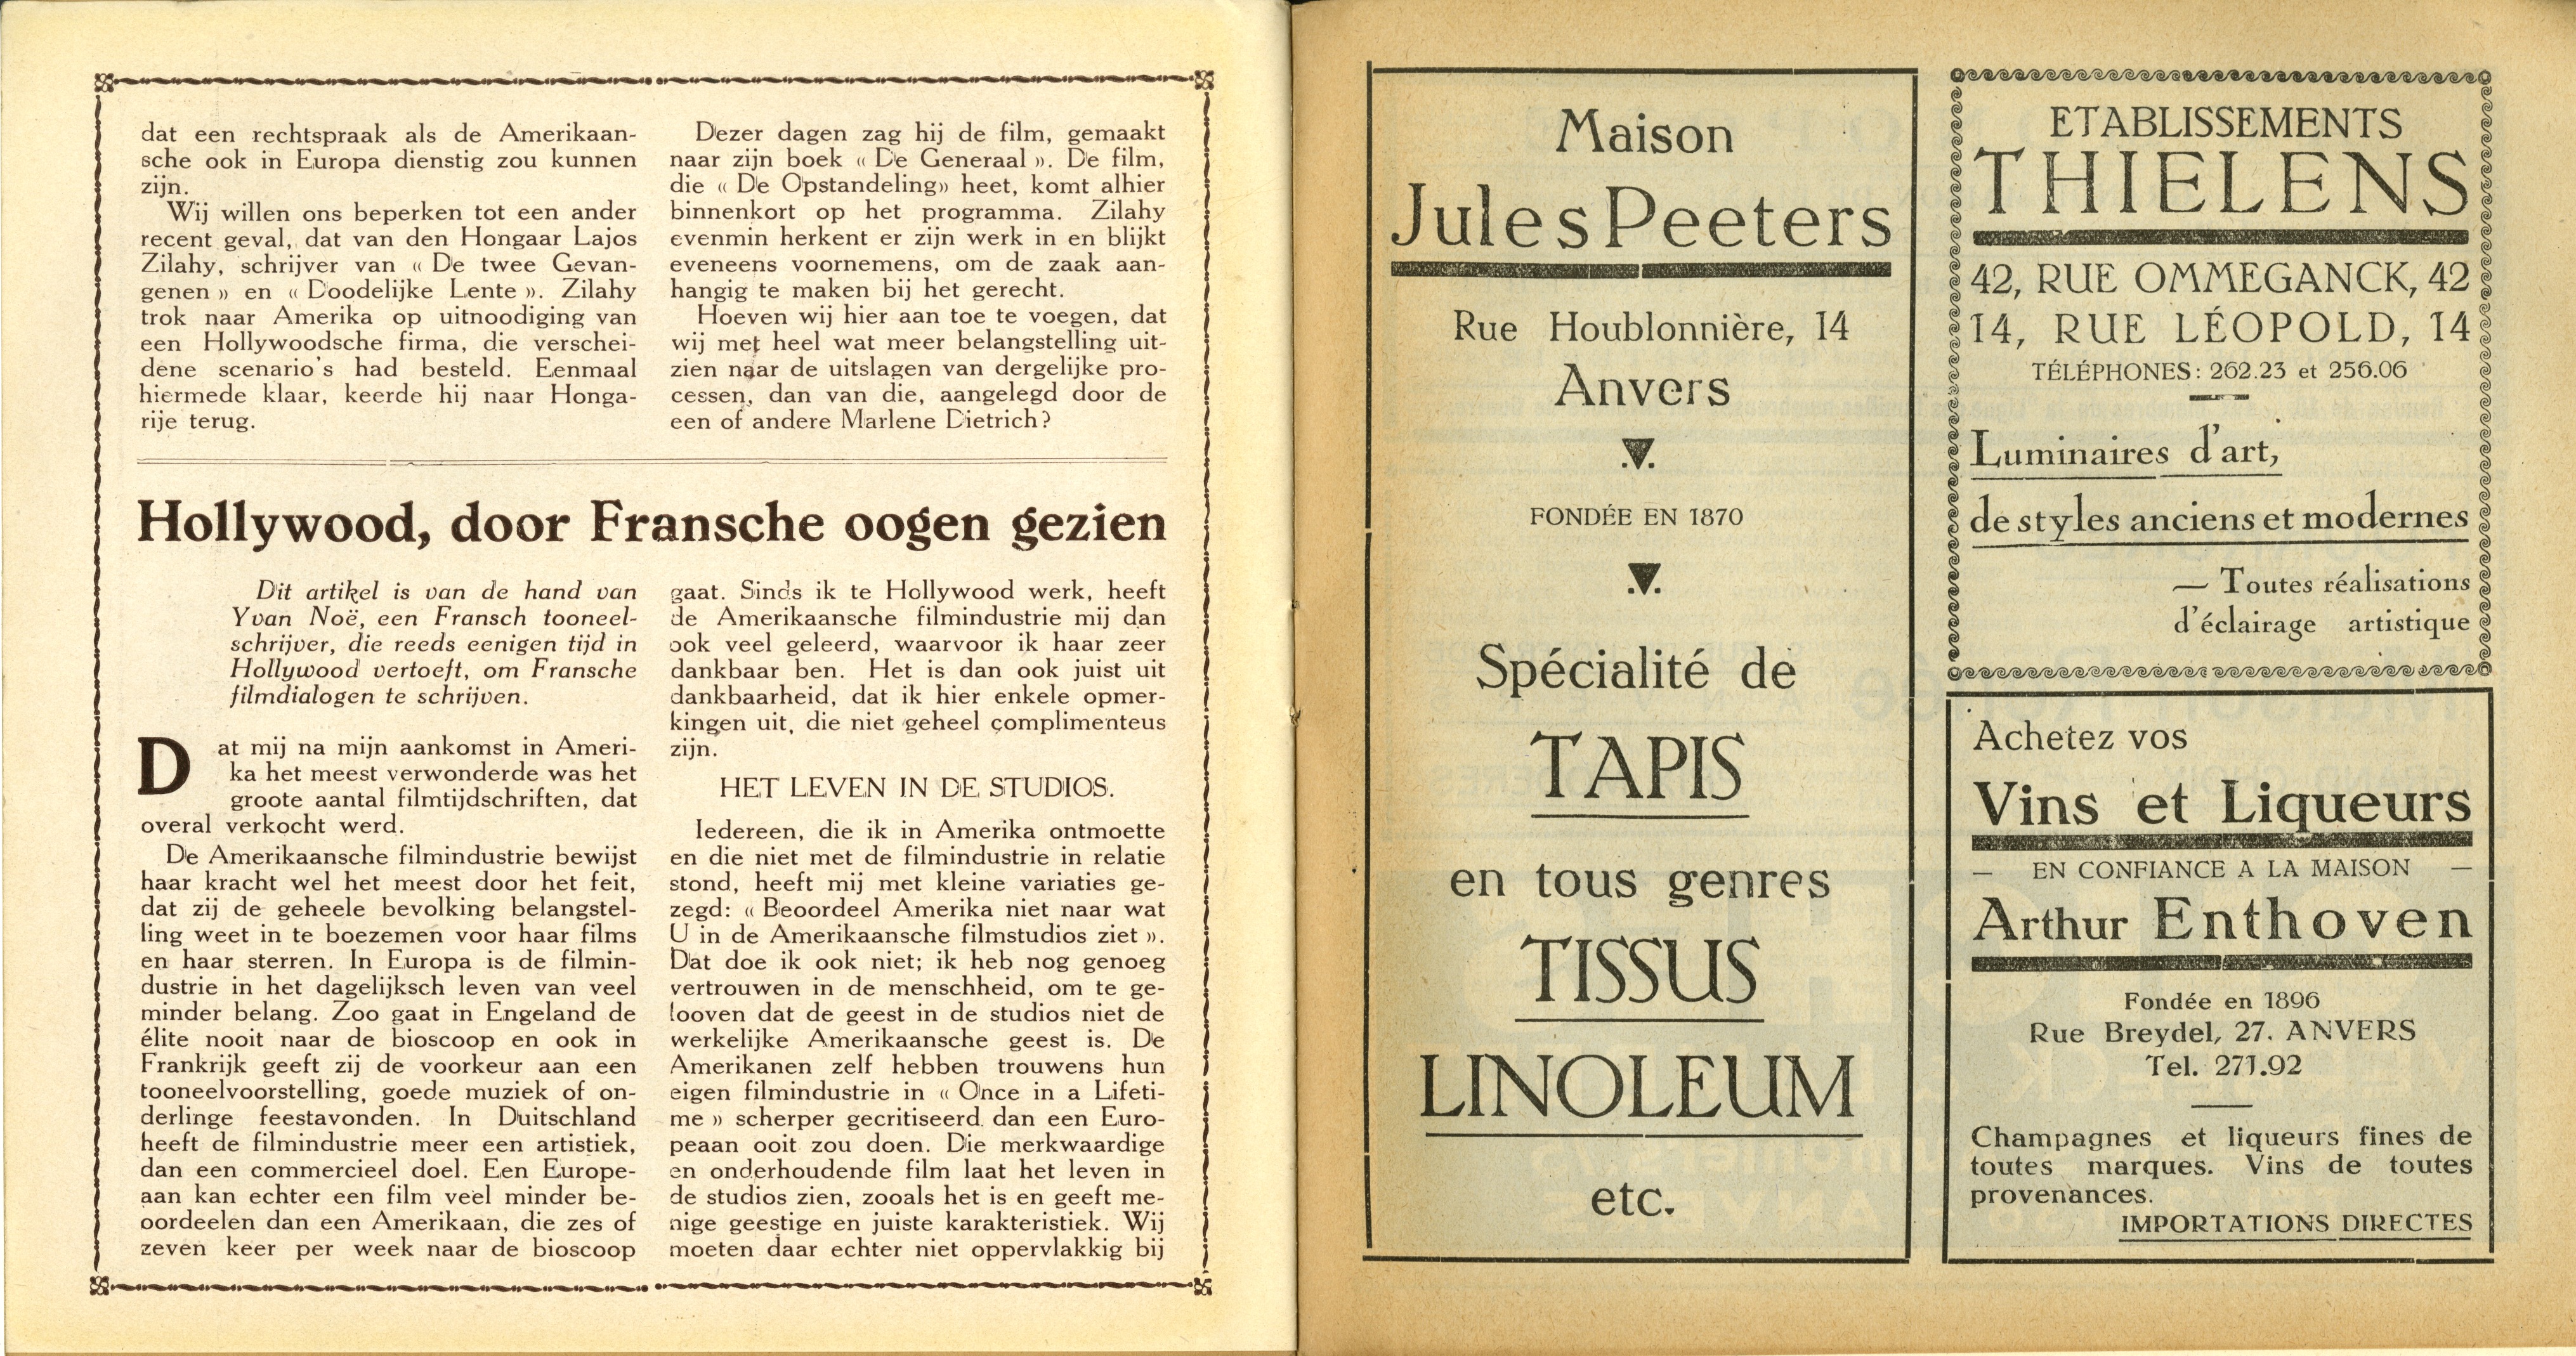 dat een rechtspraak als de Amerikaan-
sche ook in Europa dienstig zou kunnen
zijn.
Wij willen ons beperken tot een ander
recent geval, dat van den Hongaar Lajos
Zilahy, schrijver van « De twee Gevan-
genen » en « Doodelijke Lente ». Zilahy
trok naar Amerika op uitnoodiging van
een Hollywoodsche firma, die verschei-
dene scenario's had besteld. Eenmaal
hiermede klaar, keerde hij naar Honga-
rije terug.
Dezer dagen zag hij de film, gemaakt
naar zijn boek « De Generaal ». De film,
die « De Opstandeling» heet, komt alhier
binnenkort op het programma. Zilahy
evenmin herkent er zijn werk in en blijkt
eveneens voornemens, om de zaak aan-
hangig te maken bij het gerecht.
Hoeven wij hier aan toe te voegen, dat
wij met heel wat meer belangstelling uit-
zien naar de uitslagen van dergelijke pro-
cessen, dan van die, aangelegd door de
een of andere Marlene Dietrich?
Hollywood, door Fransche oogen gezien
Dit artikel is van de hand van
Yvan Noë, een Fransch tooneel-
schrijver, die reeds eenigen tijd in
Hollywood vertoeft, om Fransche
filmdialogen te schrijven.
Dat mij na mijn aankomst in Ameri-
ka het meest verwonderde was het
groote aantal filmtijdschriften, dat
overal verkocht werd.
De Amerikaansche filmindustrie bewijst
haar kracht wel het meest door het feit,
dat zij de geheele bevolking belangstel-
ling weet in te boezemen voor haar films
en haar sterren. In Europa is de filmin-
dustrie in het dagelijksch leven van veel
minder belang. Zoo gaat in Engeland de
élite nooit naar de bioscoop en ook in
Frankrijk geeft zij de voorkeur aan een
tooneelvoorstelling, goede muziek of on-
derlinge feestavonden. In Duitschland
heeft de filmindustrie meer een artistiek,
dan een commercieel doel. Een Europe-
aan kan echter een film veel minder be-
oordeelen dan een Amerikaan, die zes of
zeven keer per week naar de bioscoop
gaat. Sinds ik te Hollywood werk, heeft
de Amerikaansche filmindustrie mij dan
ook veel geleerd, waarvoor ik haar zeer
dankbaar ben. Het is dan ook juist uit
dankbaarheid, dat ik hier enkele opmer-
kingen uit, die niet geheel complimenteus
zijn.
HET LEVEN IN DE STUDIOS.
Iedereen, die ik in Amerika ontmoette
en die niet met de filmindustrie in relatie
stond, heeft mij met kleine variaties ge-
zegd: « Beoordeel Amerika niet naar wat
U in de Amerikaansche filmstudios ziet ».
Dat doe ik ook niet; ik heb nog genoeg
vertrouwen in de menschheid, om te ge-
looven dat de geest in de studios niet de
werkelijke Amerikaansche geest is. De
Amerikanen zelf hebben trouwens hun
eigen filmindustrie in « Once in a Lifeti-
me » scherper gecritiseerd dan een Euro-
peaan ooit zou doen. Die merkwaardige
en onderhoudende film laat het leven in
de studios zien, zooals het is en geeft me-
nige geestige en juiste karakteristiek. Wij
moeten daar echter niet oppervlakkig bij
Maison
Jules Peeters
Rue Houblonnière, 14
Anvers
FONDÉE EN 1870
Spécialité de
TAPIS
en tous genres
TISSUS
LINOLEUM
etc.
ETABLISSEMENTS
THIELENS
42, RUE OMMEGANCK, 42
14, RUE LÉOPOLD, 14
TÉLÉPHONES: 262.23 et 256.06
Luminaires d'art,
de styles anciens et modernes
— Toutes réalisations
d'éclairage artistique
Achetez vos
Vins et Liqueurs
— EN CONFIANCE A LA MAISON —
Arthur Enthoven
Fondée en 1896
Rue Breydel, 27. ANVERS
Tel. 271.92
Champagnes et liqueurs fines de
toutes marques. Vins de toutes
provenances.
IMPORTATIONS DIRECTES